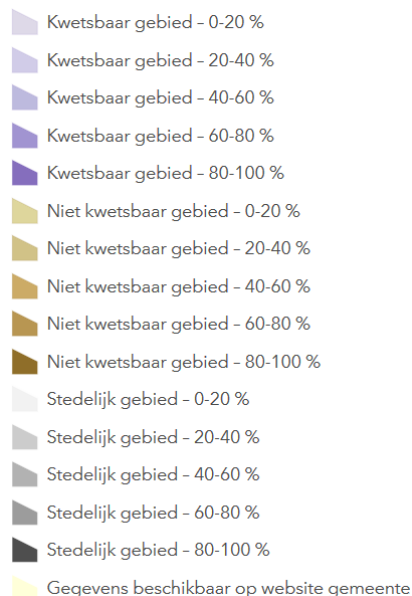 Kwetsbaar gebied – 0-20 %
Kwetsbaar gebied – 20-40 %
Kwetsbaar gebied – 40-60 %
Kwetsbaar gebied – 60-80 %
Kwetsbaar gebied – 80-100 %
Niet kwetsbaar gebied – 0-20 %
Niet kwetsbaar gebied – 20-40 %
Niet kwetsbaar gebied – 40-60 %
Niet kwetsbaar gebied – 60-80 %
Niet kwetsbaar gebied – 80-100 %
Stedelijk gebied – 0-20 %
Stedelijk gebied – 20-40 %
Stedelijk gebied – 40-60 %
Stedelijk gebied – 60-80 %
Stedelijk gebied – 80-100 %
Gegevens beschikbaar op website gemeente